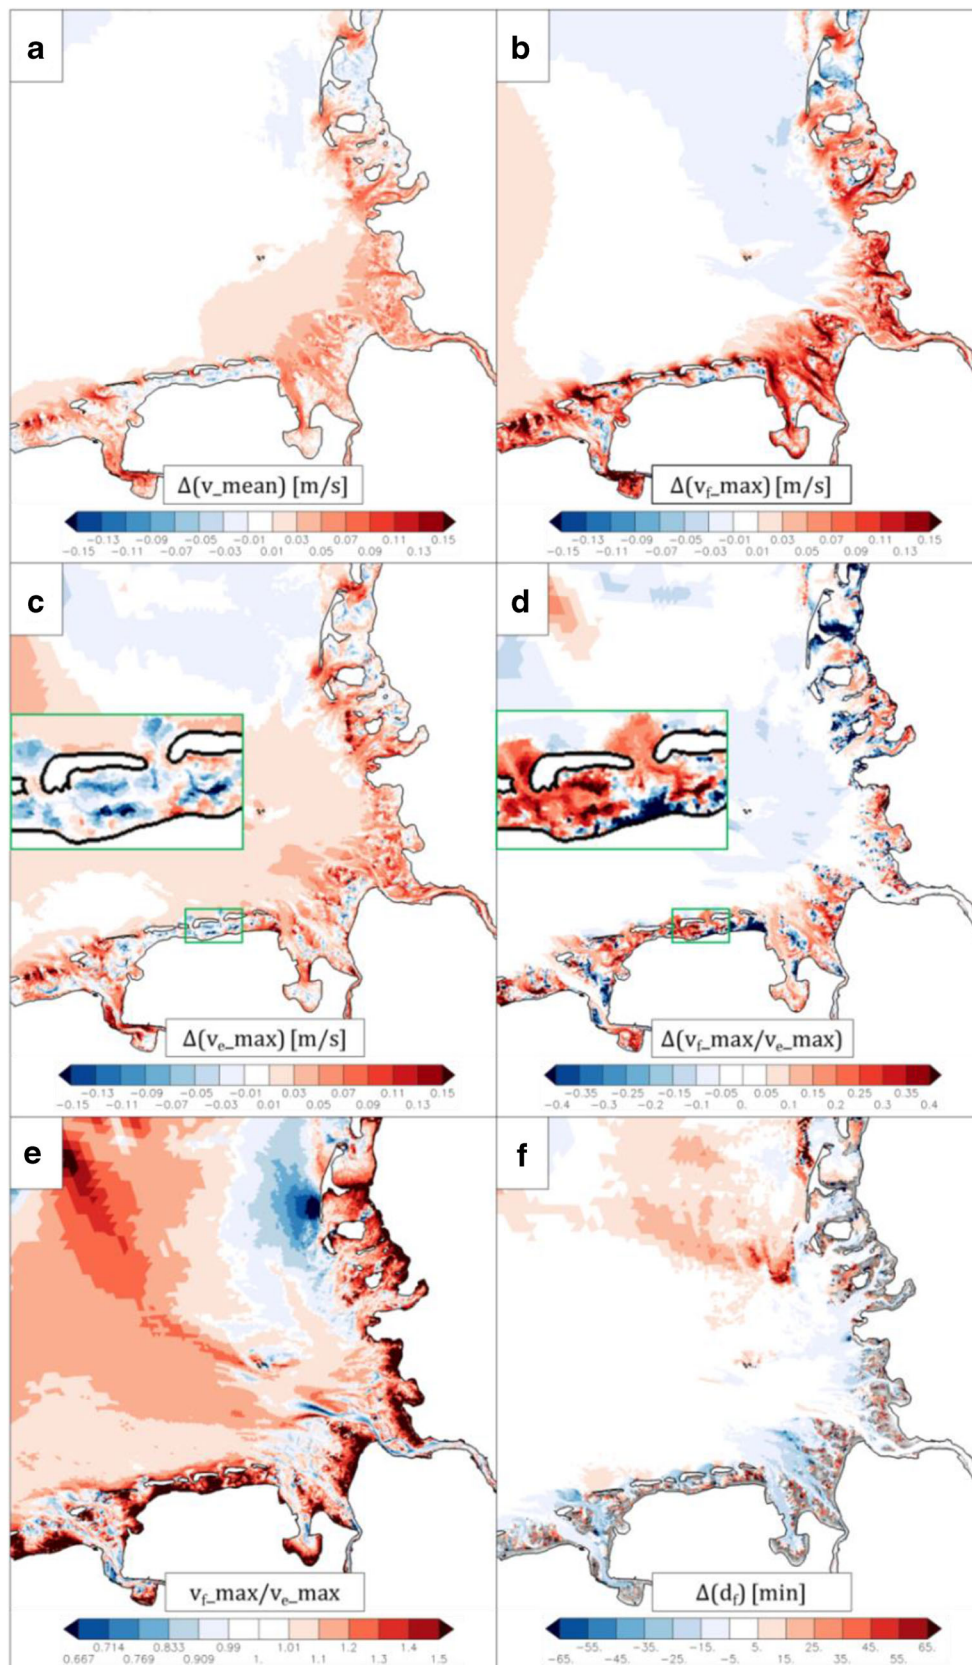 a
b
Δ(v_mean) [m/s]
Δ(v_f_max) [m/s]
−0.13 −0.09 −0.05 −0.01 0.03 0.07 0.11 0.15
−0.15 −0.11 −0.07 −0.03 0.01 0.05 0.09 0.13
−0.13 −0.09 −0.05 −0.01 0.03 0.07 0.11 0.15
−0.15 −0.11 −0.07 −0.03 0.01 0.05 0.09 0.13
c
d
Δ(v_e_max) [m/s]
Δ(v_f_max/v_e_max)
−0.13 −0.09 −0.05 −0.01 0.03 0.07 0.11 0.15
−0.15 −0.11 −0.07 −0.03 0.01 0.05 0.09 0.13
−0.35 −0.25 −0.15 −0.05 0.05 0.15 0.25 0.35
−0.4 −0.3 −0.2 −0.1 0. 0.1 0.2 0.3 0.4
e
f
v_f_max/v_e_max
Δ(d_f) [min]
0.714 0.833 0.99 1.01 1.2 1.4
0.667 0.769 0.909 1. 1.1 1.3 1.5
−55. −35. −15. 5. 25. 45. 65.
−65. −45. −25. −5. 15. 35. 55.